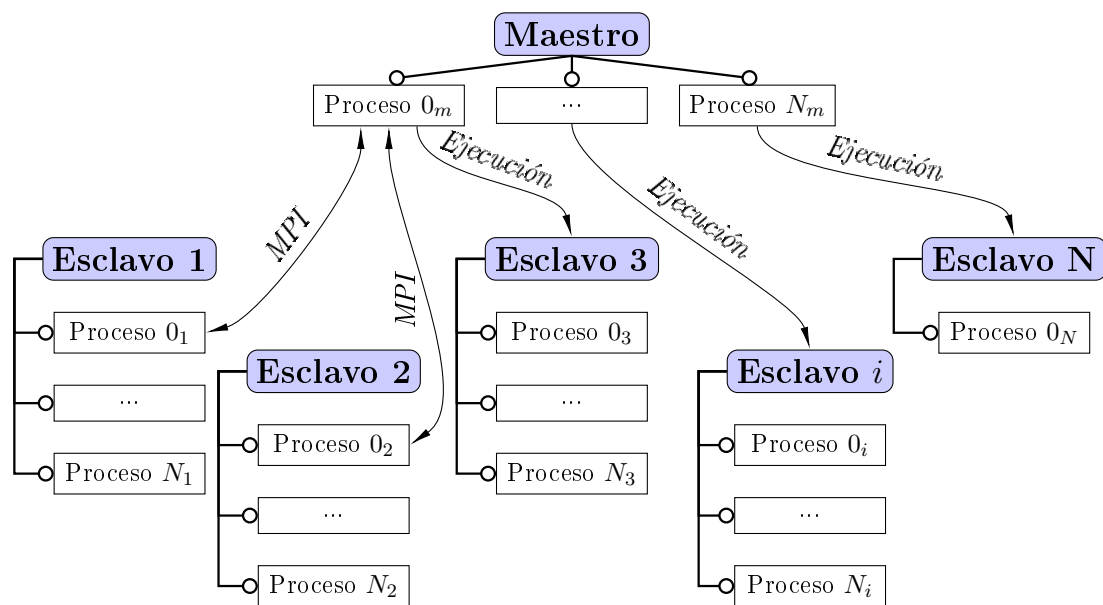 Maestro
Proceso 0_m
...
Proceso N_m
Ejecución
Ejecución
Ejecución
MPI
MPI
Esclavo 1
Proceso 0_1
...
Proceso N_1
Esclavo 2
Proceso 0_2
...
Proceso N_2
Esclavo 3
Proceso 0_3
...
Proceso N_3
Esclavo i
Proceso 0_i
...
Proceso N_i
Esclavo N
Proceso 0_N